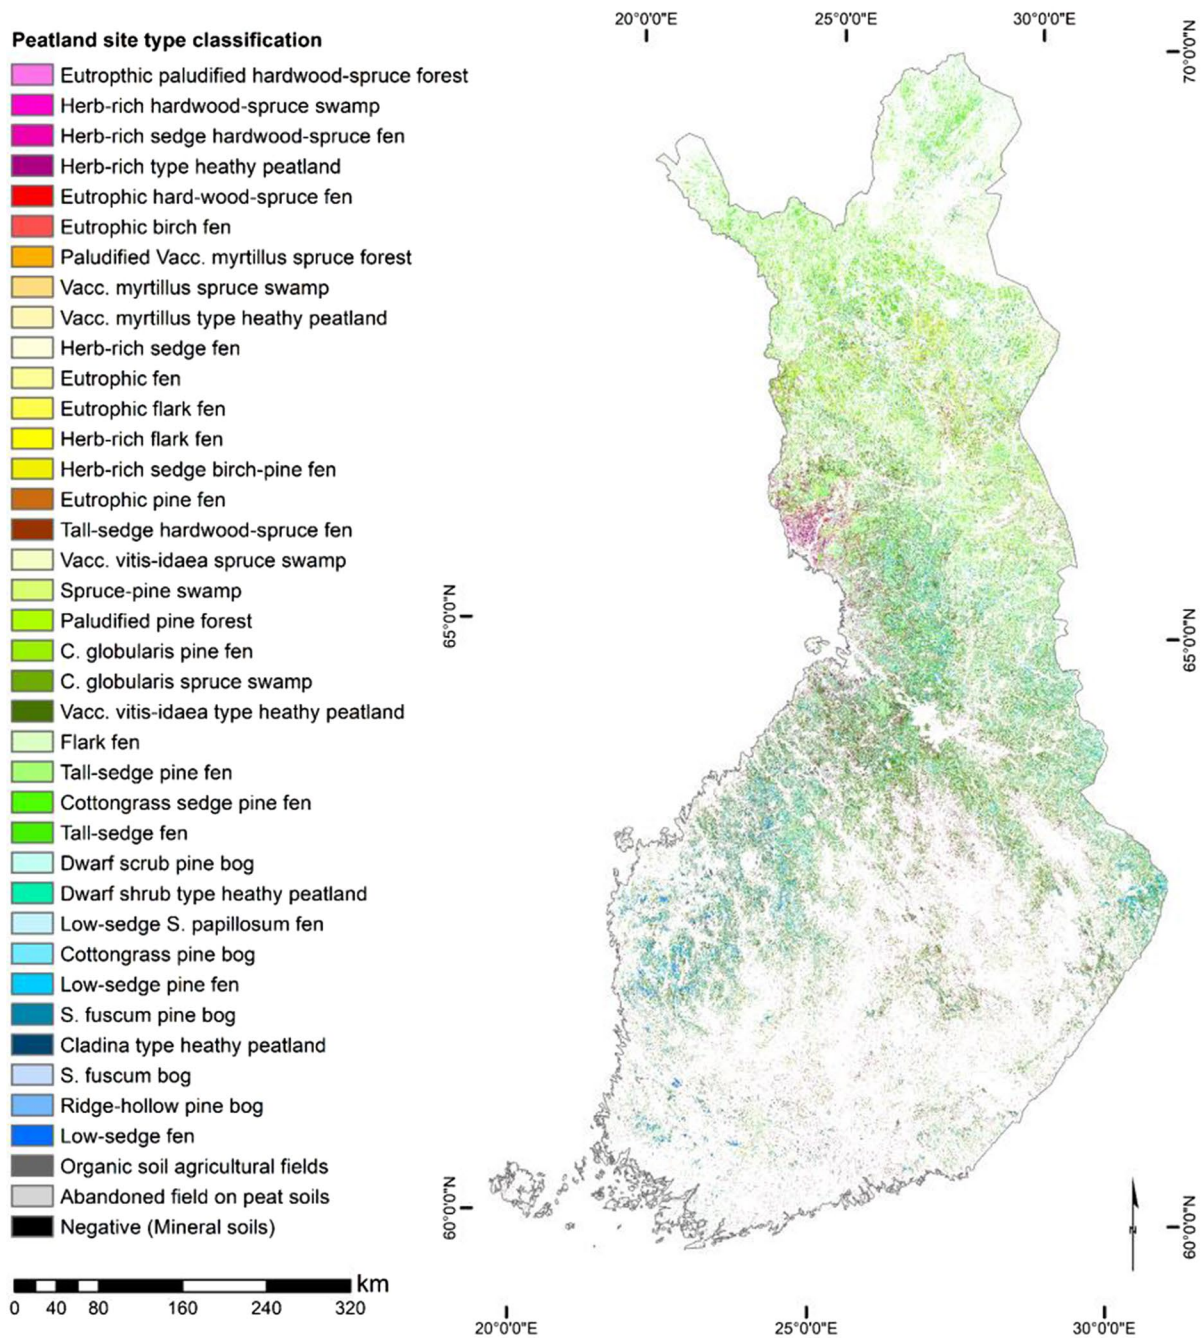 20°0'0"E 25°0'0"E 30°0'0"E
70°0'0"N
Peatland site type classification
Eutropthic paludified hardwood-spruce forest
Herb-rich hardwood-spruce swamp
Herb-rich sedge hardwood-spruce fen
Herb-rich type heathy peatland
Eutrophic hard-wood-spruce fen
Eutrophic birch fen
Paludified Vacc. myrtillus spruce forest
Vacc. myrtillus spruce swamp
Vacc. myrtillus type heathy peatland
Herb-rich sedge fen
Eutrophic fen
Eutrophic flark fen
Herb-rich flark fen
Herb-rich sedge birch-pine fen
Eutrophic pine fen
Tall-sedge hardwood-spruce fen
Vacc. vitis-idaea spruce swamp
Spruce-pine swamp
Paludified pine forest
C. globularis pine fen
C. globularis spruce swamp
Vacc. vitis-idaea type heathy peatland
Flark fen
Tall-sedge pine fen
Cottongrass sedge pine fen
Tall-sedge fen
Dwarf scrub pine bog
Dwarf shrub type heathy peatland
Low-sedge S. papillosum fen
Cottongrass pine bog
Low-sedge pine fen
S. fuscum pine bog
Cladina type heathy peatland
S. fuscum bog
Ridge-hollow pine bog
Low-sedge fen
Organic soil agricultural fields
Abandoned field on peat soils
Negative (Mineral soils)
65°0'0"N
65°0'0"N
60°0'0"N
60°0'0"N
N
km
0 40 80 160 240 320
20°0'0"E 25°0'0"E 30°0'0"E